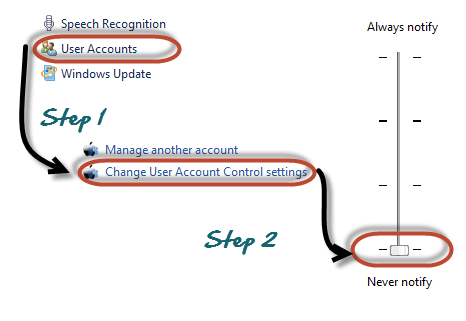 Speech Recognition
User Accounts
Windows Update
Always notify
Step 1
Manage another account
Change User Account Control settings
Step 2
Never notify